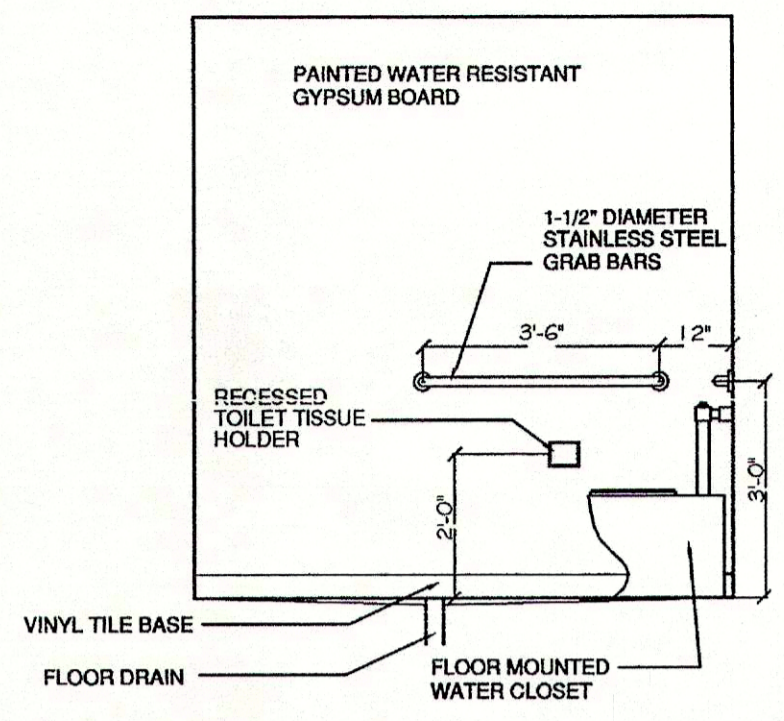 PAINTED WATER RESISTANT
GYPSUM BOARD
1-1/2" DIAMETER
STAINLESS STEEL
GRAB BARS
3'-6"
12"
RECESSED
TOILET TISSUE
HOLDER
2'-0"
3'-0"
VINYL TILE BASE
FLOOR DRAIN
FLOOR MOUNTED
WATER CLOSET